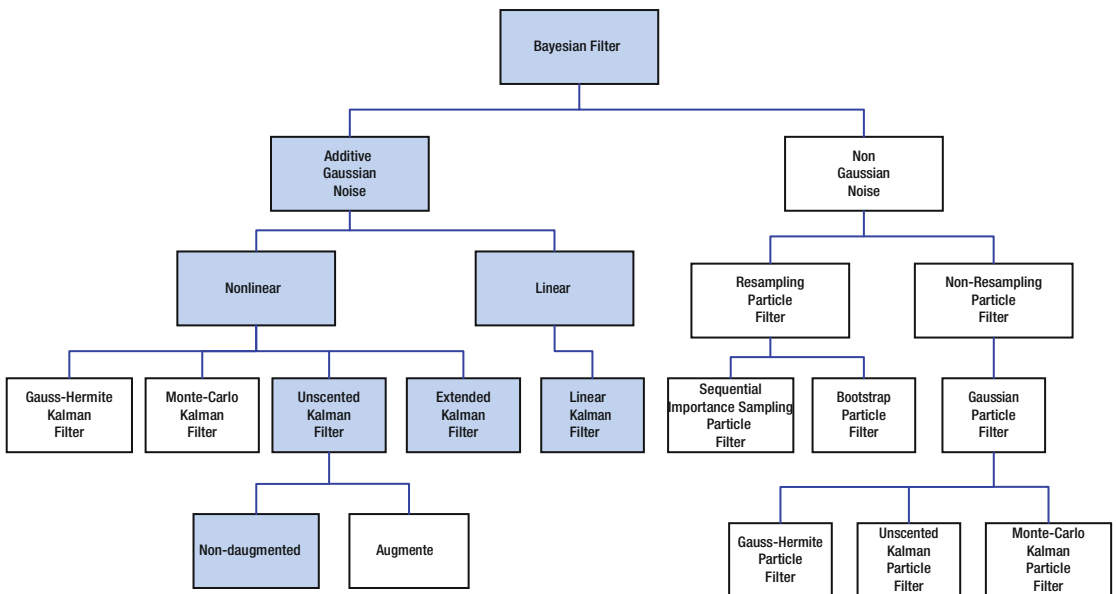 Bayesian Filter
Additive
Gaussian
Noise
Non
Gaussian
Noise
Nonlinear
Linear
Resampling
Particle
Filter
Non-Resampling
Particle
Filter
Gauss-Hermite
Kalman
Filter
Monte-Carlo
Kalman
Filter
Unscented
Kalman
Filter
Extended
Kalman
Filter
Linear
Kalman
Filter
Sequential
Importance Sampling
Particle
Filter
Bootstrap
Particle
Filter
Gaussian
Particle
Filter
Non-daugmented
Augmente
Gauss-Hermite
Particle
Filter
Unscented
Kalman
Particle
Filter
Monte-Carlo
Kalman
Particle
Filter